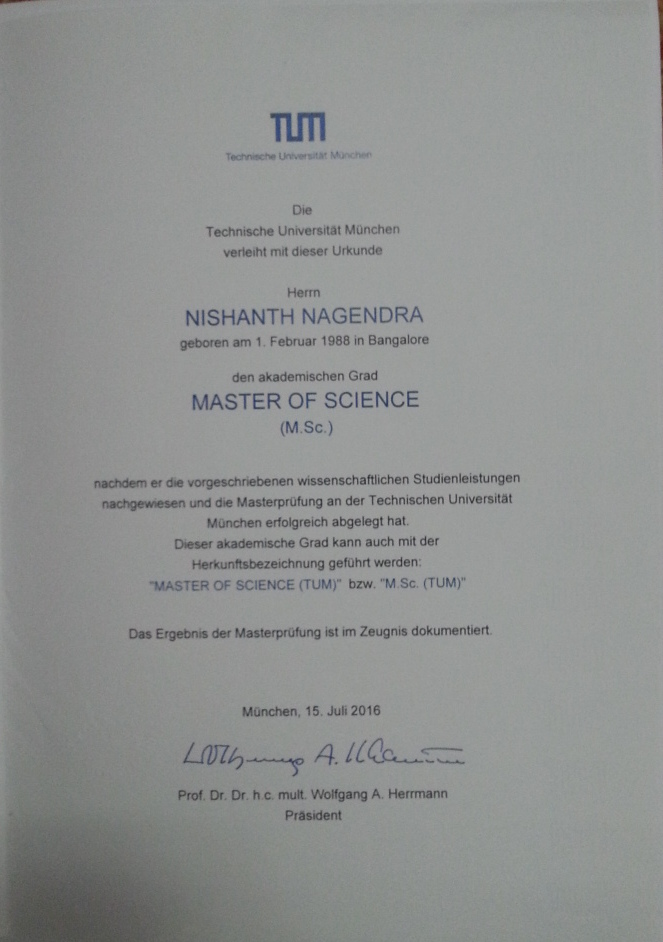 TUM
Technische Universität München
Die
Technische Universität München
verleiht mit dieser Urkunde
Herrn
NISHANTH NAGENDRA
geboren am 1. Februar 1988 in Bangalore
den akademischen Grad
MASTER OF SCIENCE
(M.Sc.)
nachdem er die vorgeschriebenen wissenschaftlichen Studienleistungen
nachgewiesen und die Masterprüfung an der Technischen Universität
München erfolgreich abgelegt hat.
Dieser akademische Grad kann auch mit der
Herkunftsbezeichnung geführt werden:
"MASTER OF SCIENCE (TUM)" bzw. "M.Sc. (TUM)"
Das Ergebnis der Masterprüfung ist im Zeugnis dokumentiert.
München, 15. Juli 2016
Wolfgang A. Herrmann
Prof. Dr. Dr. h.c. mult. Wolfgang A. Herrmann
Präsident